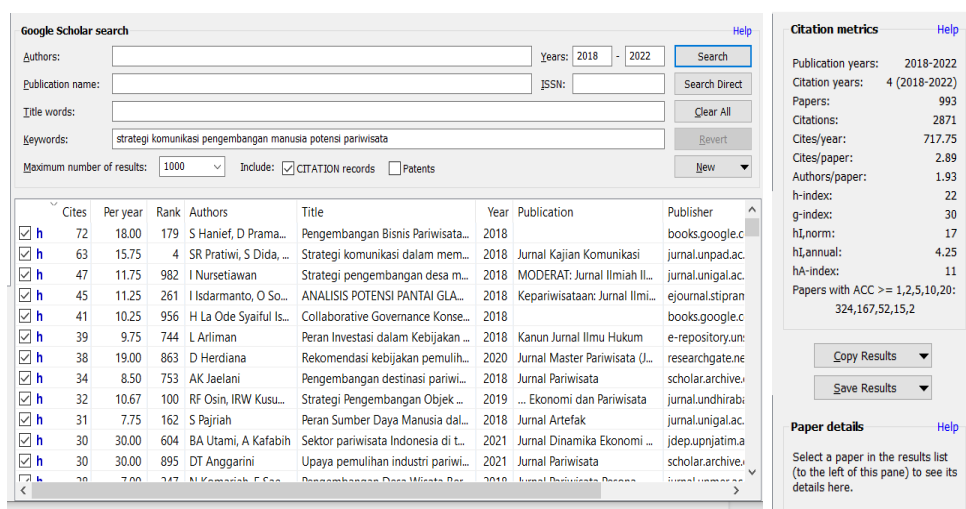 Google Scholar search Help
Authors: Years: 2018 - 2022 Search
Publication name: ISSN: Search Direct
Title words: Clear All
Keywords: strategi komunikasi pengembangan manusia potensi pariwisata Revert
Maximum number of results: 1000 Include: CITATION records Patents New
Cites Per year Rank Authors Title Year Publication Publisher
h 72 18.00 179 S Hanief, D Prama... Pengembangan Bisnis Pariwisata... 2018 books.google.c
h 63 15.75 4 SR Pratiwi, S Dida, ... Strategi komunikasi dalam mem... 2018 Jurnal Kajian Komunikasi jurnal.unpad.ac.
h 47 11.75 982 I Nursetiawan Strategi pengembangan desa m... 2018 MODERAT: Jurnal Ilmiah Il... jurnal.unigal.ac.
h 45 11.25 261 I Isdarmanto, O So... ANALISIS POTENSI PANTAI GLA... 2018 Kepariwisataan: Jurnal Ilmi... ejournal.stipram
h 41 10.25 956 H La Ode Syaiful Is... Collaborative Governance Konse... 2018 books.google.c
h 39 9.75 744 L Arliman Peran Investasi dalam Kebijakan ... 2018 Kanun Jurnal Ilmu Hukum e-repository.uns
h 38 19.00 863 D Herdiana Rekomendasi kebijakan pemulih... 2020 Jurnal Master Pariwisata (J... researchgate.ne
h 34 8.50 753 AK Jaelani Pengembangan destinasi pariwi... 2018 Jurnal Pariwisata scholar.archive.
h 32 10.67 100 RF Osin, IRW Kusu... Strategi Pengembangan Objek ... 2019 ... Ekonomi dan Pariwisata jurnal.undhiraba
h 31 7.75 162 S Pajriah Peran Sumber Daya Manusia dal... 2018 Jurnal Artefak jurnal.unigal.ac.
h 30 30.00 604 BA Utami, A Kafabih Sektor pariwisata Indonesia di t... 2021 Jurnal Dinamika Ekonomi ... jdep.upnjatim.a
h 30 30.00 895 DT Anggarini Upaya pemulihan industri pariwi... 2021 Jurnal Pariwisata scholar.archive.
Citation metrics Help
Publication years: 2018-2022
Citation years: 4 (2018-2022)
Papers: 993
Citations: 2871
Cites/year: 717.75
Cites/paper: 2.89
Authors/paper: 1.93
h-index: 22
g-index: 30
hI,norm: 17
hI,annual: 4.25
hA-index: 11
Papers with ACC >= 1,2,5,10,20:
324,167,52,15,2
Copy Results
Save Results
Paper details Help
Select a paper in the results list
(to the left of this pane) to see its
details here.